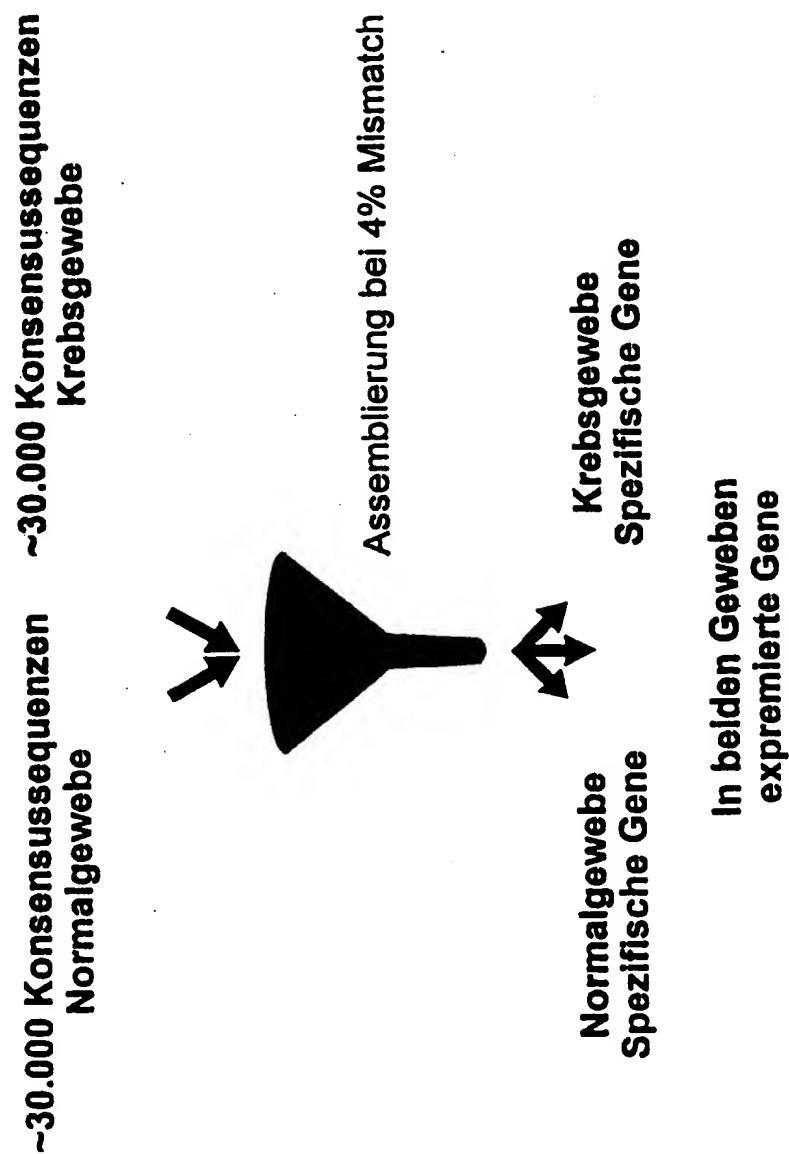 ~30.000 Konsensussequenzen
Normalgewebe
~30.000 Konsensussequenzen
Krebsgewebe
Assemblierung bei 4% Mismatch
Normalgewebe
Spezifische Gene
Krebsgewebe
Spezifische Gene
In beiden Geweben
expremierte Gene